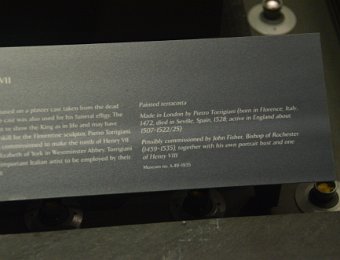 VII
based on a plaster cast taken from the dead
cast was also used for his funeral effigy. The
to show the King as in life and may have
skill for the Florentine sculptor, Pietro Torrigiani
commissioned to make the tomb of Henry VII
Elizabeth of York in Westminster Abbey. Torrigiani
important Italian artist to be employed by their
Painted terracotta
Made in London by Pietro Torrigiani (born in Florence, Italy,
1472, died in Seville, Spain, 1528; active in England about
1507-1522/25)
Possibly commissioned by John Fisher, Bishop of Rochester
(1459-1535), together with his own portrait bust and one
of Henry VIII
Museum no. A.49-1935